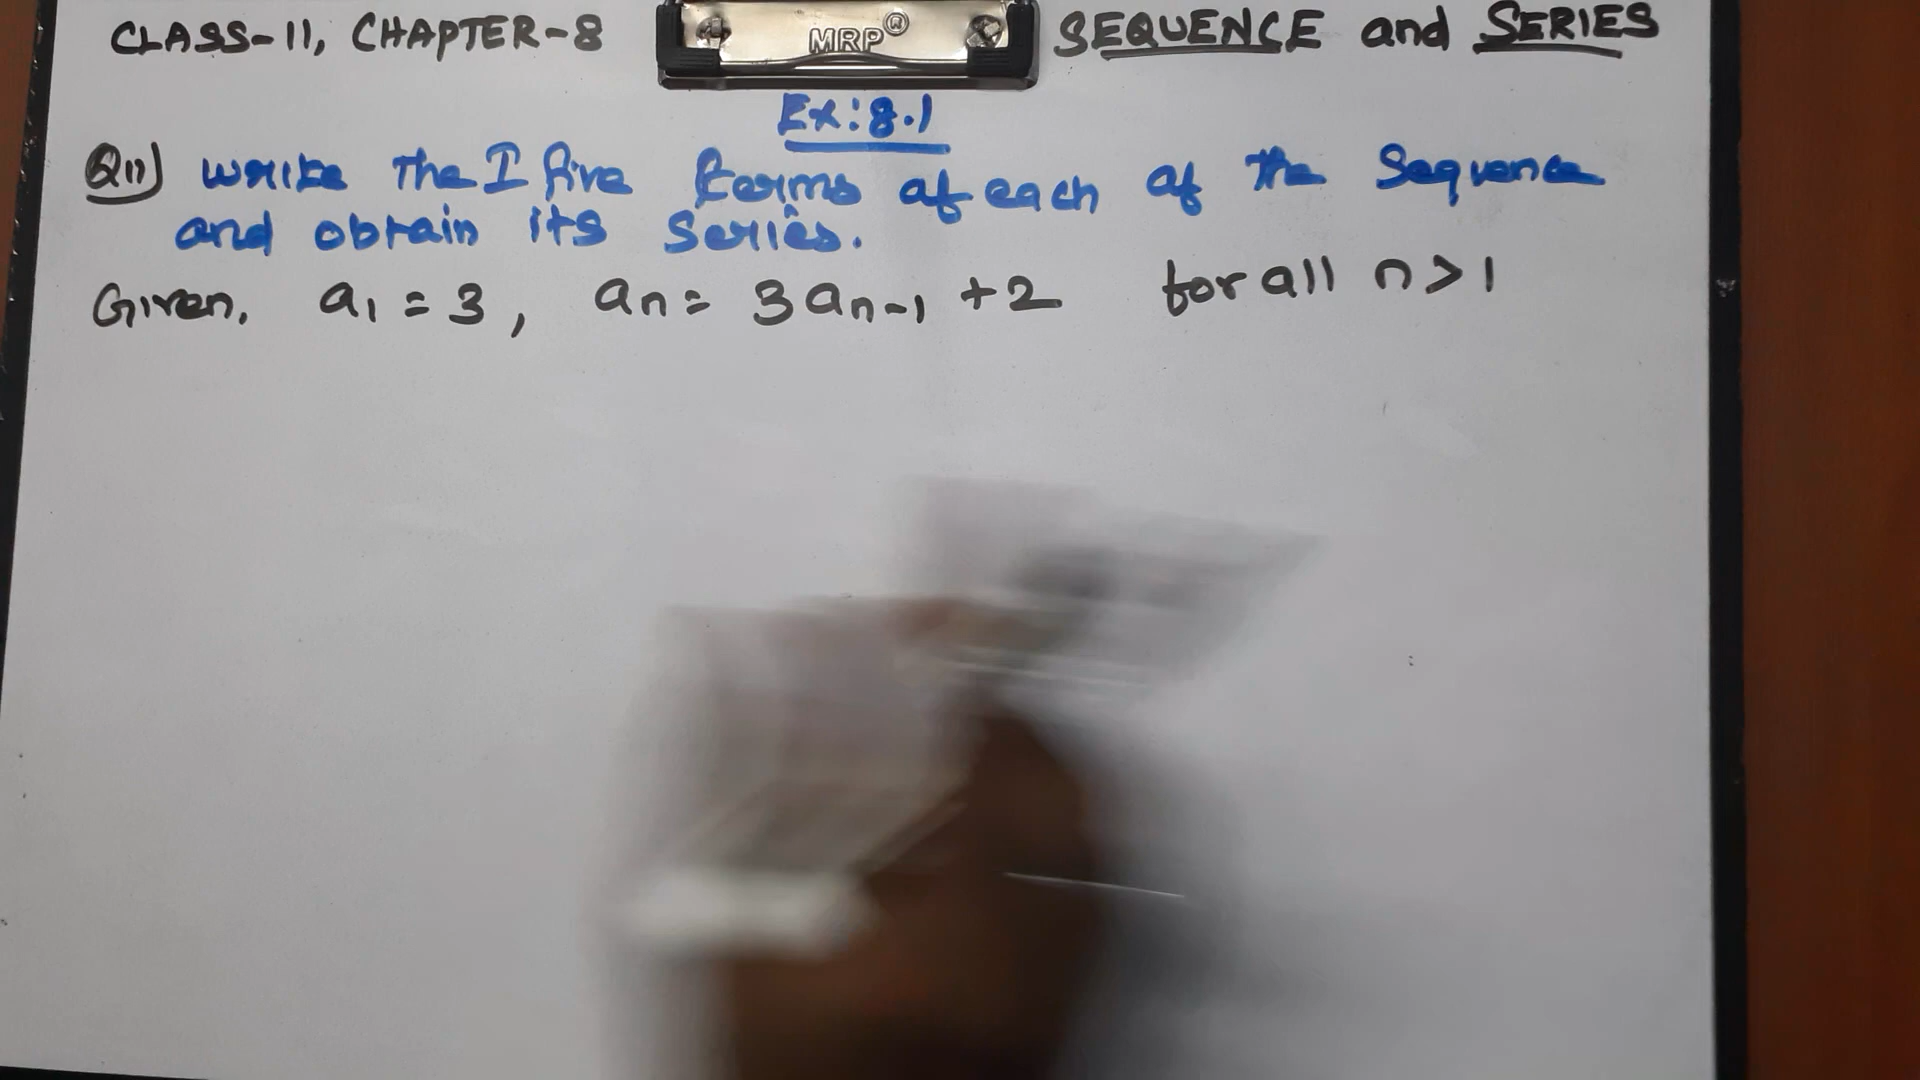 CLASS-11, CHAPTER-8 MRP® SEQUENCE and SERIES
Ex:8.1
Q11) write the I five terms of each of the Sequence
and obtain its series.
Given, a₁ = 3, aₙ = 3aₙ₋₁ +2 for all n>1